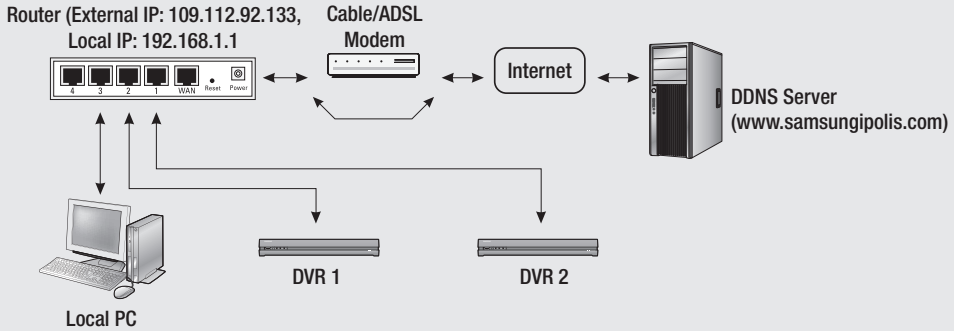 Router (External IP: 109.112.92.133,
Local IP: 192.168.1.1
Cable/ADSL
Modem
4 3 2 1 WAN Reset Power
Internet
DDNS Server
(www.samsungipolis.com)
DVR 1
DVR 2
Local PC